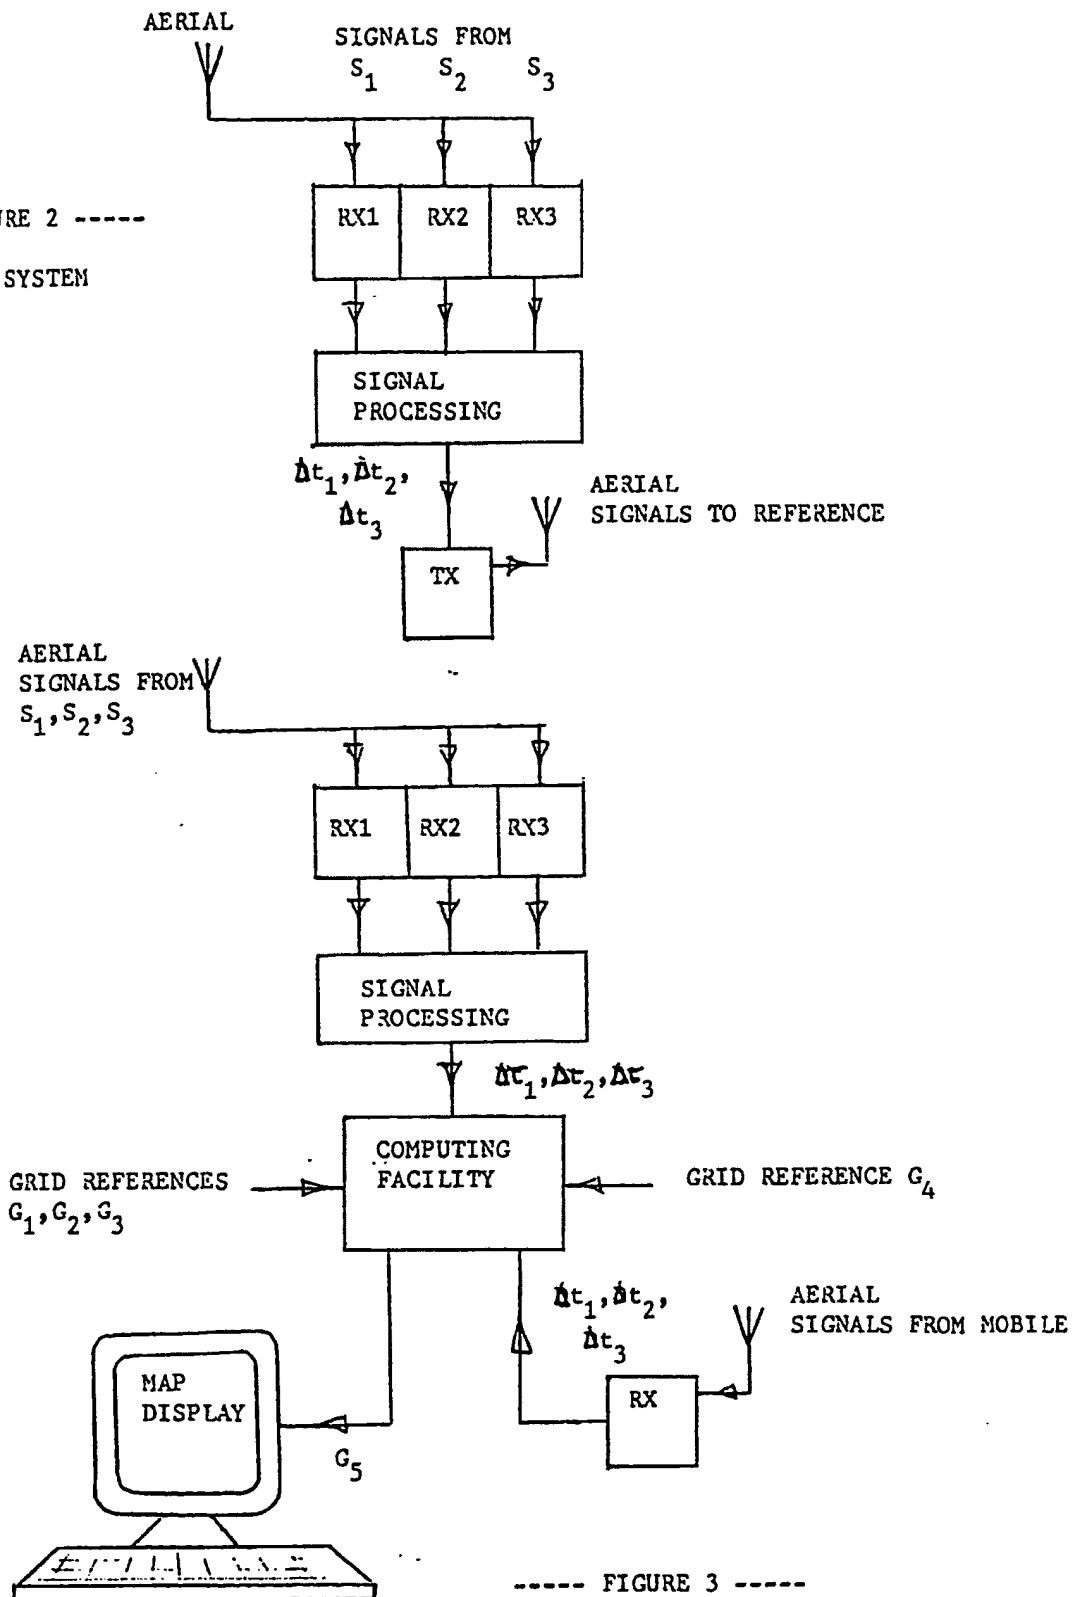 AERIAL
SIGNALS FROM
S1 S2 S3
URE 2 -----
SYSTEM
RX1 RX2 RX3
SIGNAL
PROCESSING
Δt1, Δt2,
Δt3
AERIAL
SIGNALS TO REFERENCE
TX
AERIAL
SIGNALS FROM
S1, S2, S3
RX1 RX2 RX3
SIGNAL
PROCESSING
Δτ1, Δτ2, Δτ3
COMPUTING
FACILITY
GRID REFERENCES
G1, G2, G3
GRID REFERENCE G4
Δt1, Δt2,
Δt3
AERIAL
SIGNALS FROM MOBILE
RX
MAP
DISPLAY
G5
----- FIGURE 3 -----